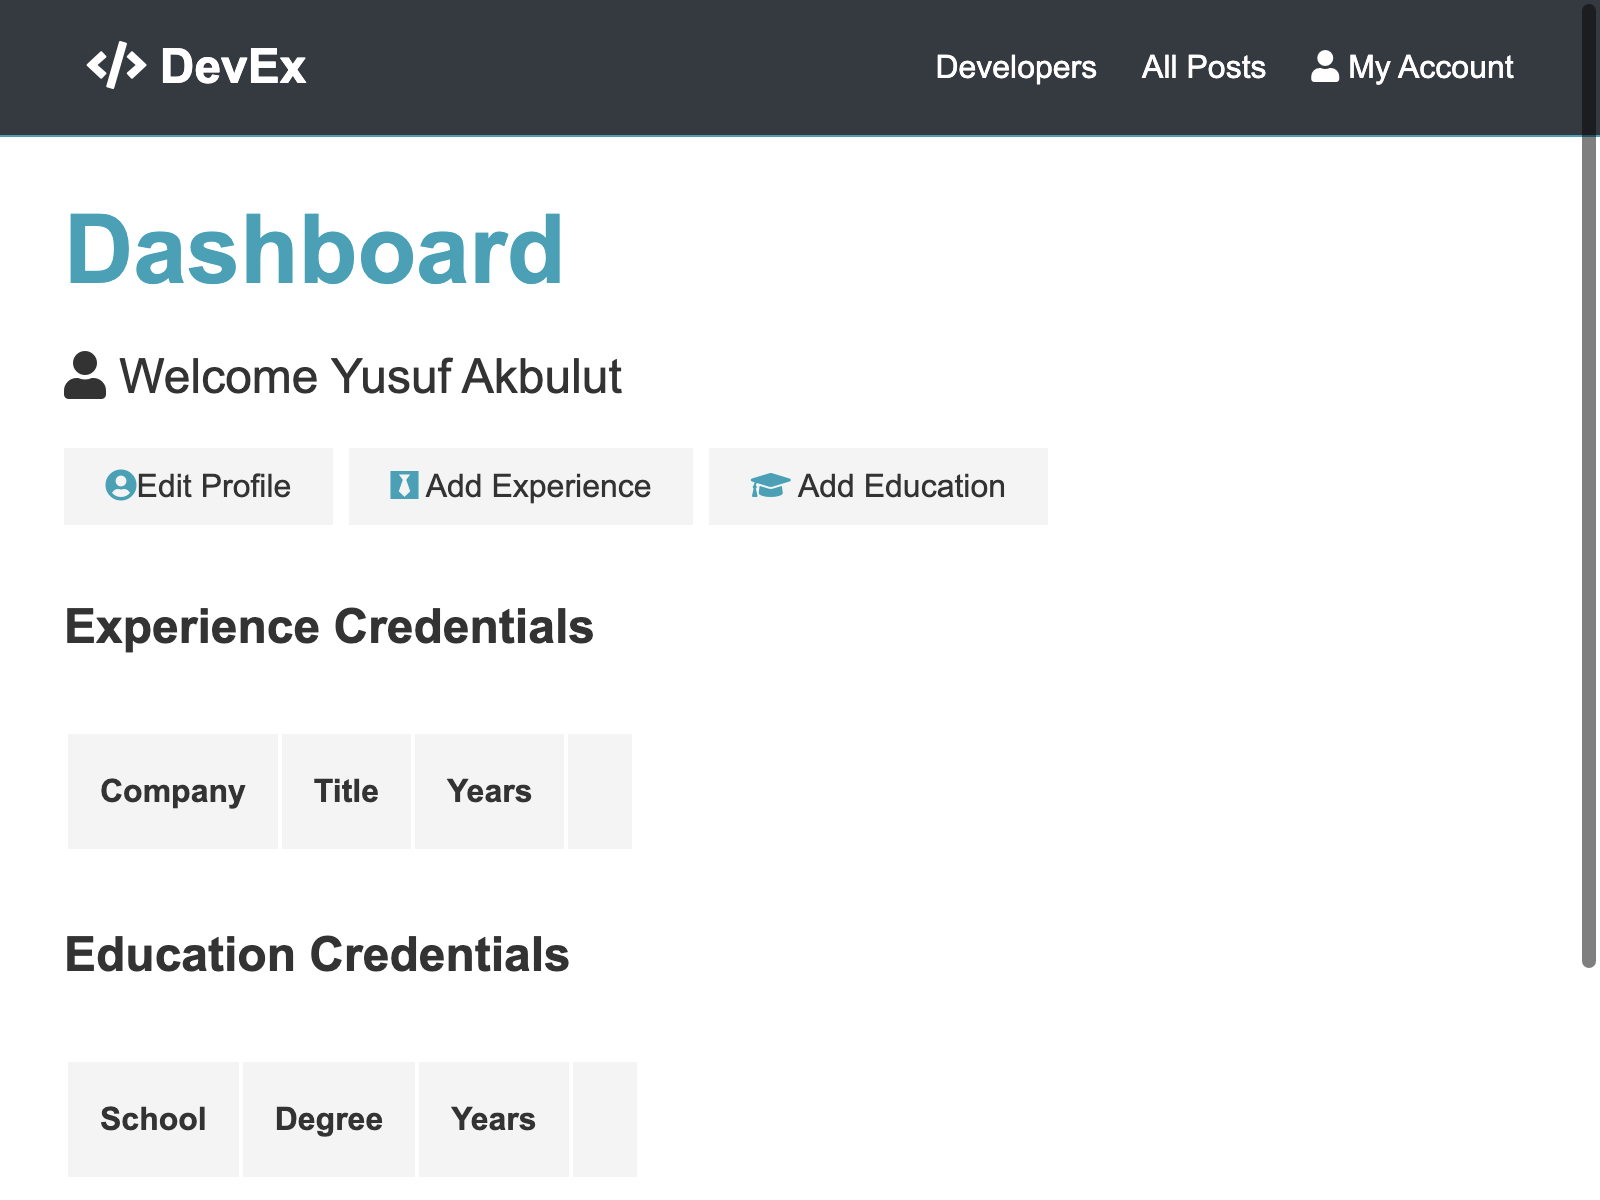 DevEx
Developers All Posts My Account
Dashboard
Welcome Yusuf Akbulut
Edit Profile Add Experience Add Education
Experience Credentials
Company Title Years
Education Credentials
School Degree Years